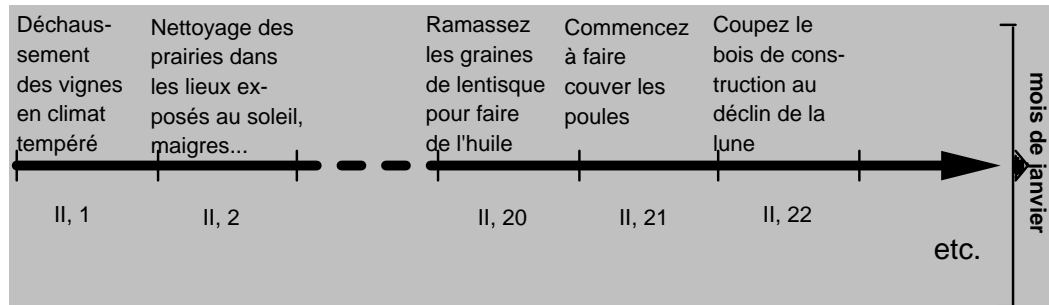 Déchaus-
sement
des vignes
en climat
tempéré
Nettoyage des
prairies dans
les lieux ex-
posés au soleil,
maigres...
Ramassez
les graines
de lentisque
pour faire
de l'huile
Commencez
à faire
couver les
poules
Coupez le
bois de cons-
truction au
déclin de la
lune
mois de janvier
II, 1
II, 2
II, 20
II, 21
II, 22
etc.